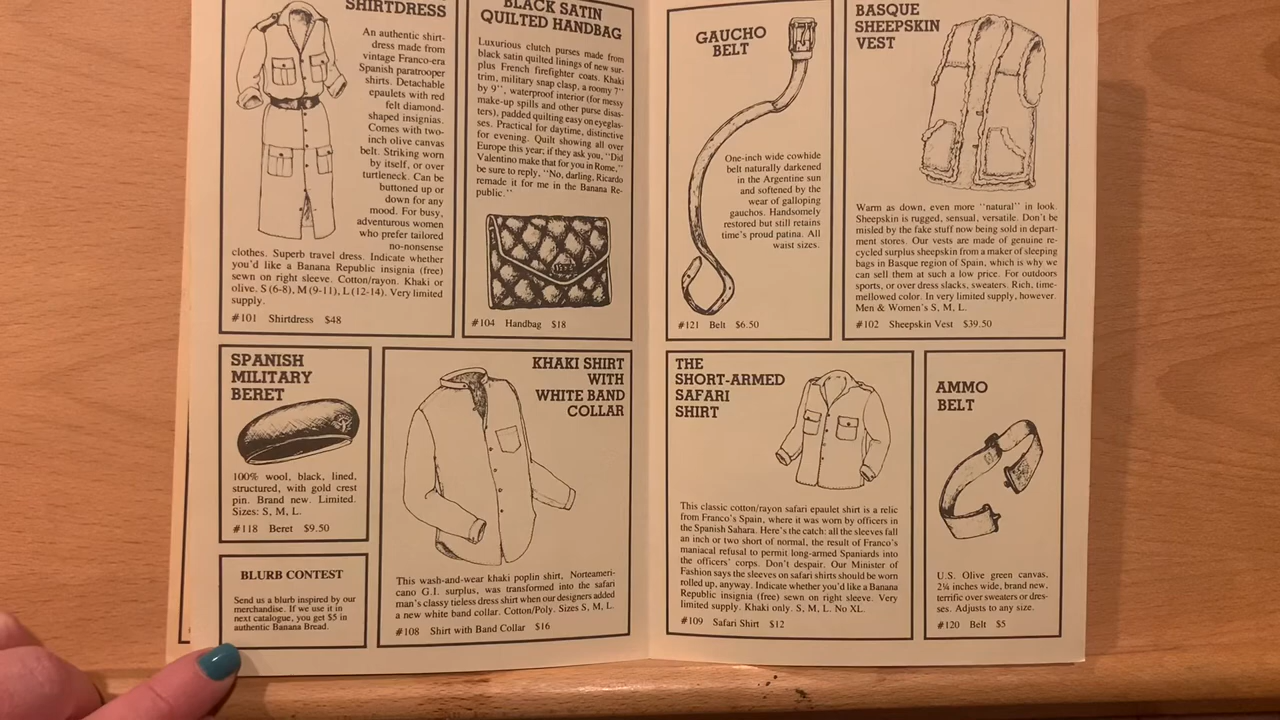 SHIRTDRESS
An authentic shirt-
dress made from
vintage Franco-era
Spanish paratrooper
shirts. Detachable
epaulets with red
felt diamond-
shaped insignias.
Comes with two-
inch olive canvas
belt. Striking worn
by itself, or over
turtleneck. Can be
buttoned up or
down for any
mood. For busy,
adventurous women
who prefer tailored
no-nonsense
clothes. Superb travel dress. Indicate whether
you'd like a Banana Republic insignia (free)
sewn on right sleeve. Cotton/rayon. Khaki or
olive. S (6-8), M (9-11), L (12-14). Very limited
supply.
#101 Shirtdress $48
BLACK SATIN
QUILTED HANDBAG
Luxurious clutch purses made from
black satin quilted linings of new sur-
plus French firefighter coats. Khaki
trim, military snap clasp, a roomy 7"
by 9", waterproof interior (for messy
make-up spills and other purse disas-
ters), padded quilting easy on eyeglas-
ses. Practical for daytime, distinctive
for evening. Quilt showing all over
Europe this year; if they ask you, "Did
Valentino make that for you in Rome,"
be sure to reply, "No, darling, Ricardo
remade it for me in the Banana Re-
public."
#104 Handbag $18
SPANISH
MILITARY
BERET
100% wool, black, lined,
structured, with gold crest
pin. Brand new. Limited.
Sizes: S, M, L.
#118 Beret $9.50
BLURB CONTEST
Send us a blurb inspired by our
merchandise. If we use it in
next catalogue, you get $5 in
authentic Banana Bread.
KHAKI SHIRT
WITH
WHITE BAND
COLLAR
This wash-and-wear khaki poplin shirt, Norteameri-
cano G.I. surplus, was transformed into the safari
man's classy tieless dress shirt when our designers added
a new white band collar. Cotton/Poly. Sizes S, M, L.
#108 Shirt with Band Collar $16
GAUCHO
BELT
One-inch wide cowhide
belt naturally darkened
in the Argentine sun
and softened by the
wear of galloping
gauchos. Handsomely
restored but still retains
time's proud patina. All
waist sizes.
#121 Belt $6.50
BASQUE
SHEEPSKIN
VEST
Warm as down, even more "natural" in look.
Sheepskin is rugged, sensual, versatile. Don't be
misled by the fake stuff now being sold in depart-
ment stores. Our vests are made of genuine re-
cycled surplus sheepskin from a maker of sleeping
bags in Basque region of Spain, which is why we
can sell them at such a low price. For outdoors
sports, or over dress slacks, sweaters. Rich, time-
mellowed color. In very limited supply, however.
Men & Women's S, M, L.
#102 Sheepskin Vest $39.50
THE
SHORT-ARMED
SAFARI
SHIRT
This classic cotton/rayon safari epaulet shirt is a relic
from Franco's Spain, where it was worn by officers in
the Spanish Sahara. Here's the catch: all the sleeves fall
an inch or two short of normal, the result of Franco's
maniacal refusal to permit long-armed Spaniards into
the officers' corps. Don't despair. Our Minister of
Fashion says the sleeves on safari shirts should be worn
rolled up, anyway. Indicate whether you'd like a Banana
Republic insignia (free) sewn on right sleeve. Very
limited supply. Khaki only. S, M, L. No XL.
#109 Safari Shirt $12
AMMO
BELT
U.S. Olive green canvas,
2¼ inches wide, brand new,
terrific over sweaters or dres-
ses. Adjusts to any size.
#120 Belt $5